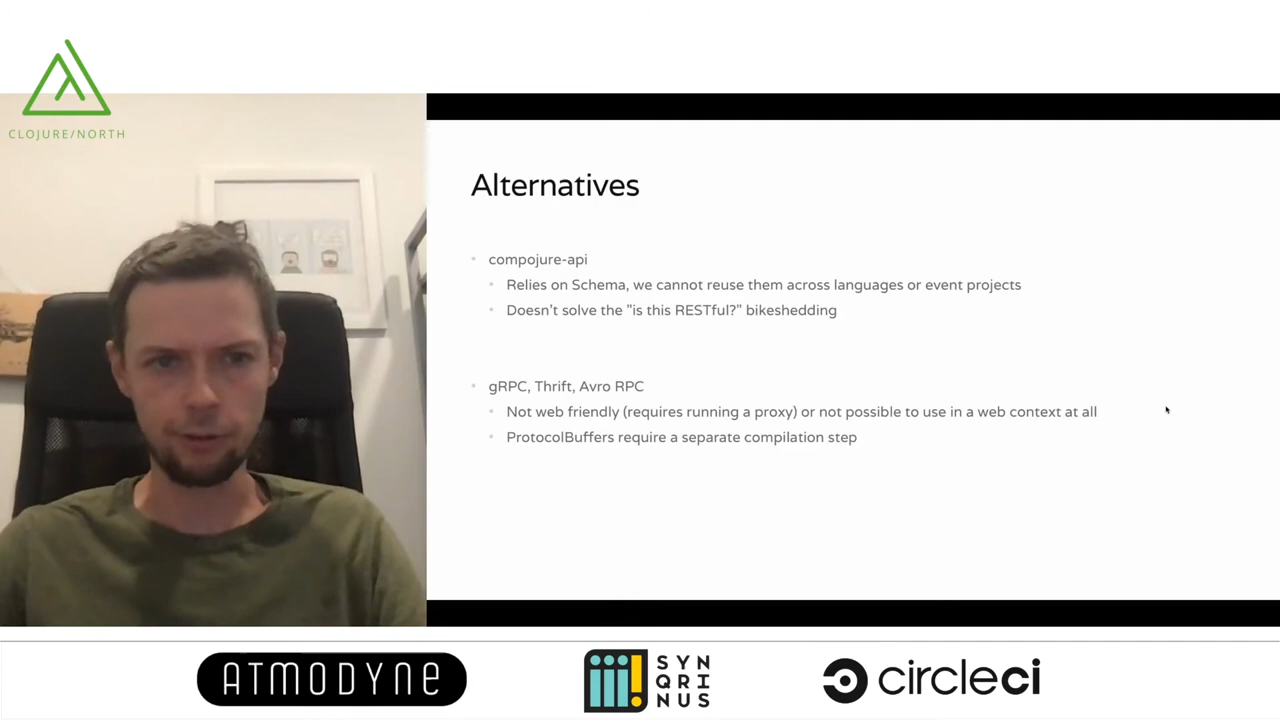 CLOJURE/NORTH
Alternatives
compojure-api
Relies on Schema, we cannot reuse them across languages or event projects
Doesn't solve the "is this RESTful?" bikeshedding
gRPC, Thrift, Avro RPC
Not web friendly (requires running a proxy) or not possible to use in a web context at all
ProtocolBuffers require a separate compilation step
ATMODYNE
SYN
QRI
NUS
circleci